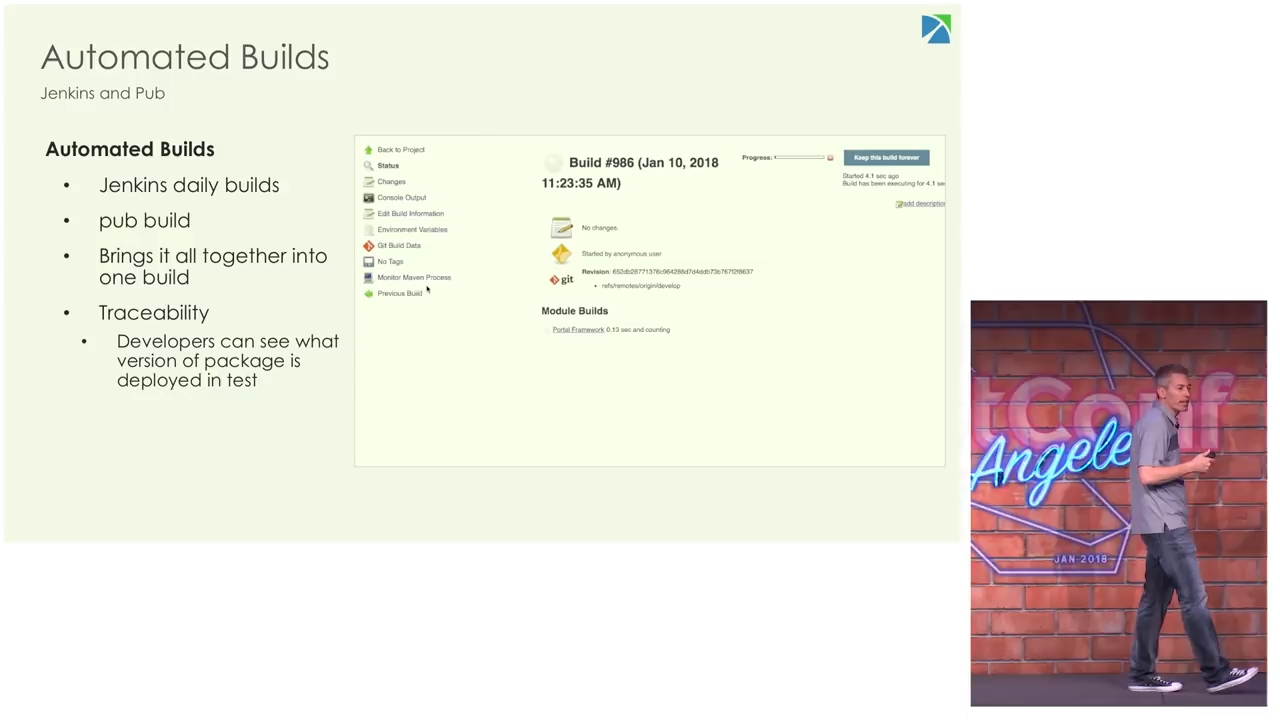 Automated Builds
Jenkins and Pub
Automated Builds
• Jenkins daily builds
• pub build
• Brings it all together into
one build
• Traceability
• Developers can see what
version of package is
deployed in test
Back to Project
Status
Changes
Console Output
Edit Build Information
Environment Variables
Git Build Data
No Tags
Monitor Maven Process
Previous Build
Build #986 (Jan 10, 2018
11:23:35 AM)
Progress:
Keep this build forever
Started 4.1 sec ago
Build has been executing for 4.1 sec
add description
No changes.
Started by anonymous user
git
Revision: 
• refs/remotes/origin/develop
Module Builds
Portal Framework 0.13 sec and counting
tConf
Angele
JAN 2018